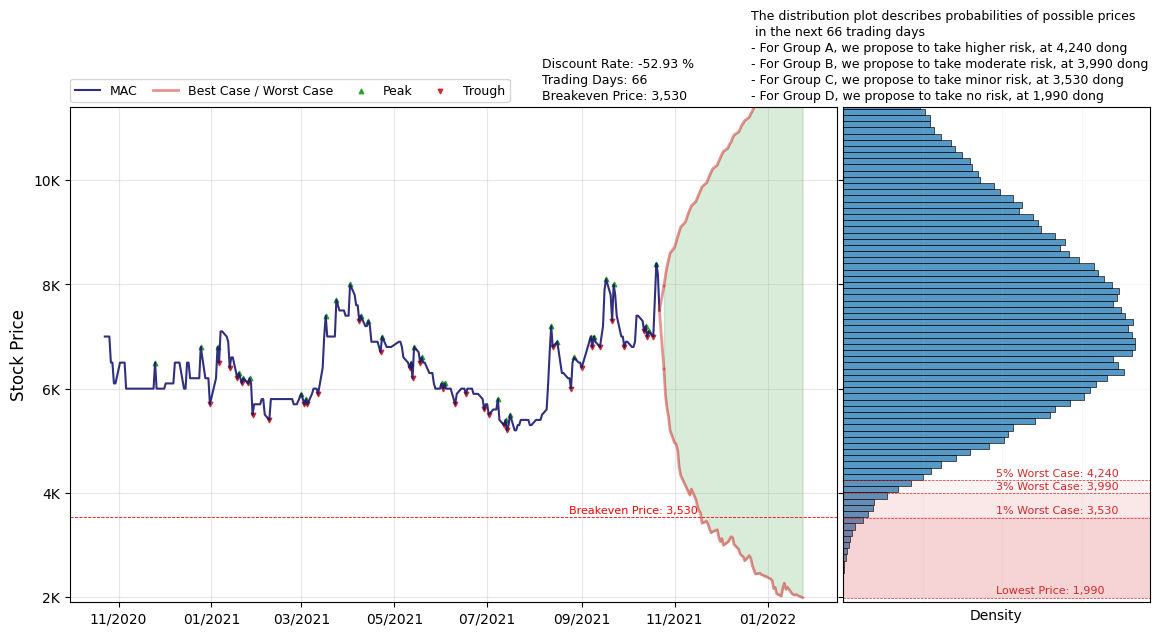 The distribution plot describes probabilities of possible prices
in the next 66 trading days
- For Group A, we propose to take higher risk, at 4,240 dong
- For Group B, we propose to take moderate risk, at 3,990 dong
- For Group C, we propose to take minor risk, at 3,530 dong
- For Group D, we propose to take no risk, at 1,990 dong
Discount Rate: -52.93 %
Trading Days: 66
Breakeven Price: 3,530
MAC Best Case / Worst Case Peak Trough
Stock Price
10K
8K
6K
4K
2K
Breakeven Price: 3,530
11/2020 01/2021 03/2021 05/2021 07/2021 09/2021 11/2021 01/2022
5% Worst Case: 4,240
3% Worst Case: 3,990
1% Worst Case: 3,530
Lowest Price: 1,990
Density